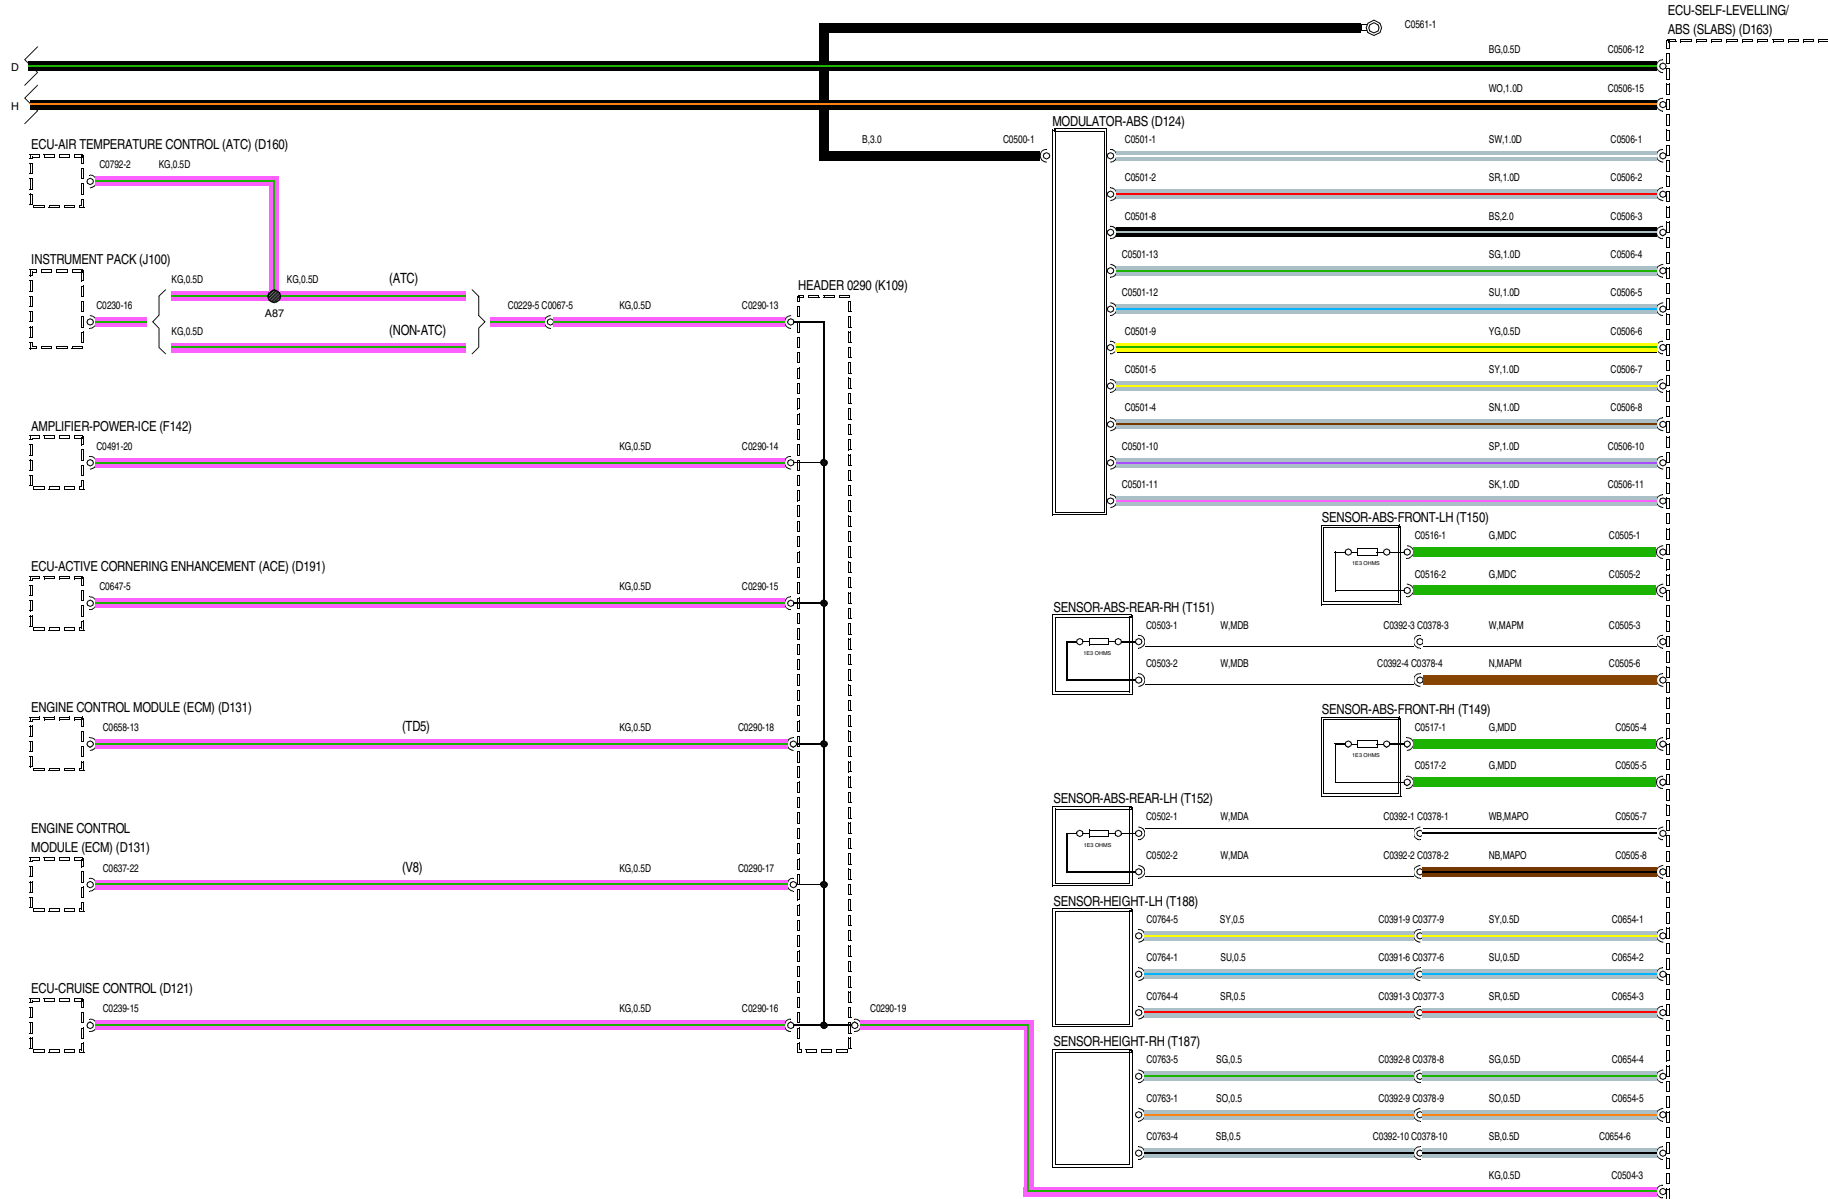 ECU-SELF-LEVELLING/
ABS (SLABS) (D163)
C0561-1
D
BG,0.5D C0506-12
H
WO,1.0D C0506-15
B,3.0 C0500-1
MODULATOR-ABS (D124)
C0501-1 SW,1.0D C0506-1
C0501-2 SR,1.0D C0506-2
C0501-8 BS,2.0 C0506-3
C0501-13 SG,1.0D C0506-4
C0501-12 SU,1.0D C0506-5
C0501-9 YG,0.5D C0506-6
C0501-5 SY,1.0D C0506-7
C0501-4 SN,1.0D C0506-8
C0501-10 SP,1.0D C0506-10
C0501-11 SK,1.0D C0506-11
ECU-AIR TEMPERATURE CONTROL (ATC) (D160)
C0792-2 KG,0.5D
INSTRUMENT PACK (J100)
C0230-16
KG,0.5D KG,0.5D (ATC)
A87
KG,0.5D (NON-ATC)
C0229-5 C0067-5 KG,0.5D C0290-13
HEADER 0290 (K109)
AMPLIFIER-POWER-ICE (F142)
C0491-20 KG,0.5D C0290-14
ECU-ACTIVE CORNERING ENHANCEMENT (ACE) (D191)
C0647-5 KG,0.5D C0290-15
ENGINE CONTROL MODULE (ECM) (D131)
C0658-13 (TD5) KG,0.5D C0290-18
ENGINE CONTROL
MODULE (ECM) (D131)
C0637-22 (V8) KG,0.5D C0290-17
ECU-CRUISE CONTROL (D121)
C0239-15 KG,0.5D C0290-16
C0290-19
SENSOR-ABS-FRONT-LH (T150)
C0516-1 G,MDC C0505-1
1E3 OHMS
C0516-2 G,MDC C0505-2
SENSOR-ABS-REAR-RH (T151)
C0503-1 W,MDB C0392-3 C0378-3 W,MAPM C0505-3
1E3 OHMS
C0503-2 W,MDB C0392-4 C0378-4 N,MAPM C0505-6
SENSOR-ABS-FRONT-RH (T149)
C0517-1 G,MDD C0505-4
1E3 OHMS
C0517-2 G,MDD C0505-5
SENSOR-ABS-REAR-LH (T152)
C0502-1 W,MDA C0392-1 C0378-1 WB,MAPO C0505-7
1E3 OHMS
C0502-2 W,MDA C0392-2 C0378-2 NB,MAPO C0505-8
SENSOR-HEIGHT-LH (T188)
C0764-5 SY,0.5 C0391-9 C0377-9 SY,0.5D C0654-1
C0764-1 SU,0.5 C0391-6 C0377-6 SU,0.5D C0654-2
C0764-4 SR,0.5 C0391-3 C0377-3 SR,0.5D C0654-3
SENSOR-HEIGHT-RH (T187)
C0763-5 SG,0.5 C0392-8 C0378-8 SG,0.5D C0654-4
C0763-1 SO,0.5 C0392-9 C0378-9 SO,0.5D C0654-5
C0763-4 SB,0.5 C0392-10 C0378-10 SB,0.5D C0654-6
KG,0.5D C0504-3